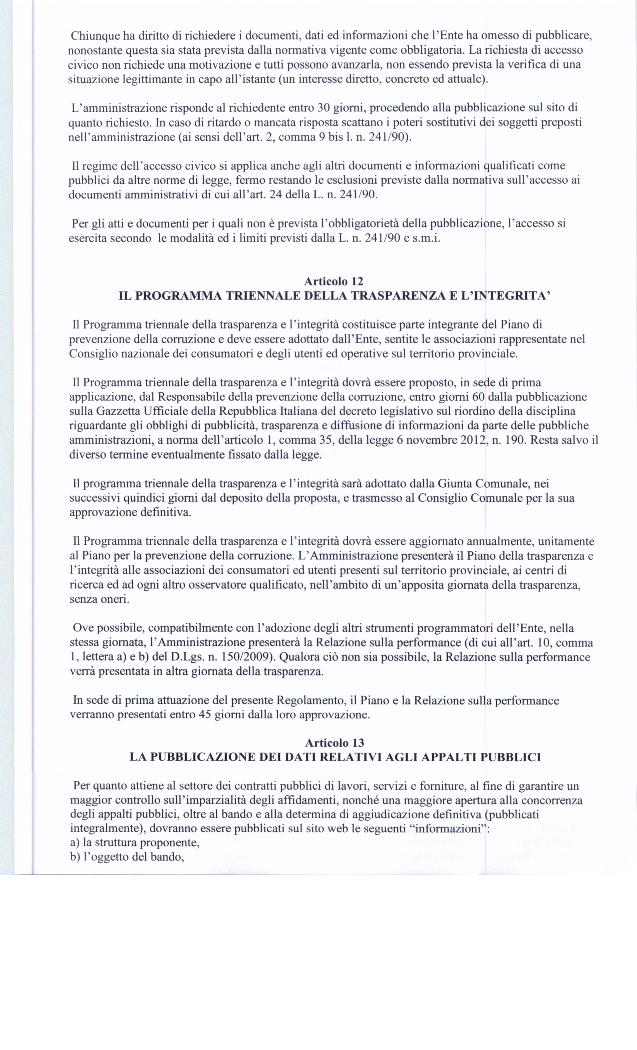 Chiunque ha diritto di richiedere i documenti, dati ed informazioni che l'Ente ha omesso di pubblicare,
nonostante questa sia stata prevista dalla normativa vigente come obbligatoria. La richiesta di accesso
civico non richiede una motivazione e tutti possono avanzarla, non essendo prevista la verifica di una
situazione legittimante in capo all'istante (un interesse diretto, concreto ed attuale).
L'amministrazione risponde al richiedente entro 30 giorni, procedendo alla pubblicazione sul sito di
quanto richiesto. In caso di ritardo o mancata risposta scattano i poteri sostitutivi dei soggetti preposti
nell'amministrazione (ai sensi dell'art. 2, comma 9 bis l. n. 241/90).
Il regime dell'accesso civico si applica anche agli altri documenti e informazioni qualificati come
pubblici da altre norme di legge, fermo restando le esclusioni previste dalla normativa sull'accesso ai
documenti amministrativi di cui all'art. 24 della L. n. 241/90.
Per gli atti e documenti per i quali non è prevista l'obbligatorietà della pubblicazione, l'accesso si
esercita secondo le modalità ed i limiti previsti dalla L. n. 241/90 e s.m.i.
Articolo 12
IL PROGRAMMA TRIENNALE DELLA TRASPARENZA E L'INTEGRITA'
Il Programma triennale della trasparenza e l'integrità costituisce parte integrante del Piano di
prevenzione della corruzione e deve essere adottato dall'Ente, sentite le associazioni rappresentate nel
Consiglio nazionale dei consumatori e degli utenti ed operative sul territorio provinciale.
Il Programma triennale della trasparenza e l'integrità dovrà essere proposto, in sede di prima
applicazione, dal Responsabile della prevenzione della corruzione, entro giorni 60 dalla pubblicazione
sulla Gazzetta Ufficiale della Repubblica Italiana del decreto legislativo sul riordino della disciplina
riguardante gli obblighi di pubblicità, trasparenza e diffusione di informazioni da parte delle pubbliche
amministrazioni, a norma dell'articolo 1, comma 35, della legge 6 novembre 2012, n. 190. Resta salvo il
diverso termine eventualmente fissato dalla legge.
Il programma triennale della trasparenza e l'integrità sarà adottato dalla Giunta Comunale, nei
successivi quindici giorni dal deposito della proposta, e trasmesso al Consiglio Comunale per la sua
approvazione definitiva.
Il Programma triennale della trasparenza e l'integrità dovrà essere aggiornato annualmente, unitamente
al Piano per la prevenzione della corruzione. L'Amministrazione presenterà il Piano della trasparenza e
l'integrità alle associazioni dei consumatori ed utenti presenti sul territorio provinciale, ai centri di
ricerca ed ad ogni altro osservatore qualificato, nell'ambito di un'apposita giornata della trasparenza,
senza oneri.
Ove possibile, compatibilmente con l'adozione degli altri strumenti programmatori dell'Ente, nella
stessa giornata, l'Amministrazione presenterà la Relazione sulla performance (di cui all'art. 10, comma
1, lettera a) e b) del D.Lgs. n. 150/2009). Qualora ciò non sia possibile, la Relazione sulla performance
verrà presentata in altra giornata della trasparenza.
In sede di prima attuazione del presente Regolamento, il Piano e la Relazione sulla performance
verranno presentati entro 45 giorni dalla loro approvazione.
Articolo 13
LA PUBBLICAZIONE DEI DATI RELATIVI AGLI APPALTI PUBBLICI
Per quanto attiene al settore dei contratti pubblici di lavori, servizi e forniture, al fine di garantire un
maggior controllo sull'imparzialità degli affidamenti, nonché una maggiore apertura alla concorrenza
degli appalti pubblici, oltre al bando e alla determina di aggiudicazione definitiva (pubblicati
integralmente), dovranno essere pubblicati sul sito web le seguenti "informazioni":
a) la struttura proponente,
b) l'oggetto del bando,